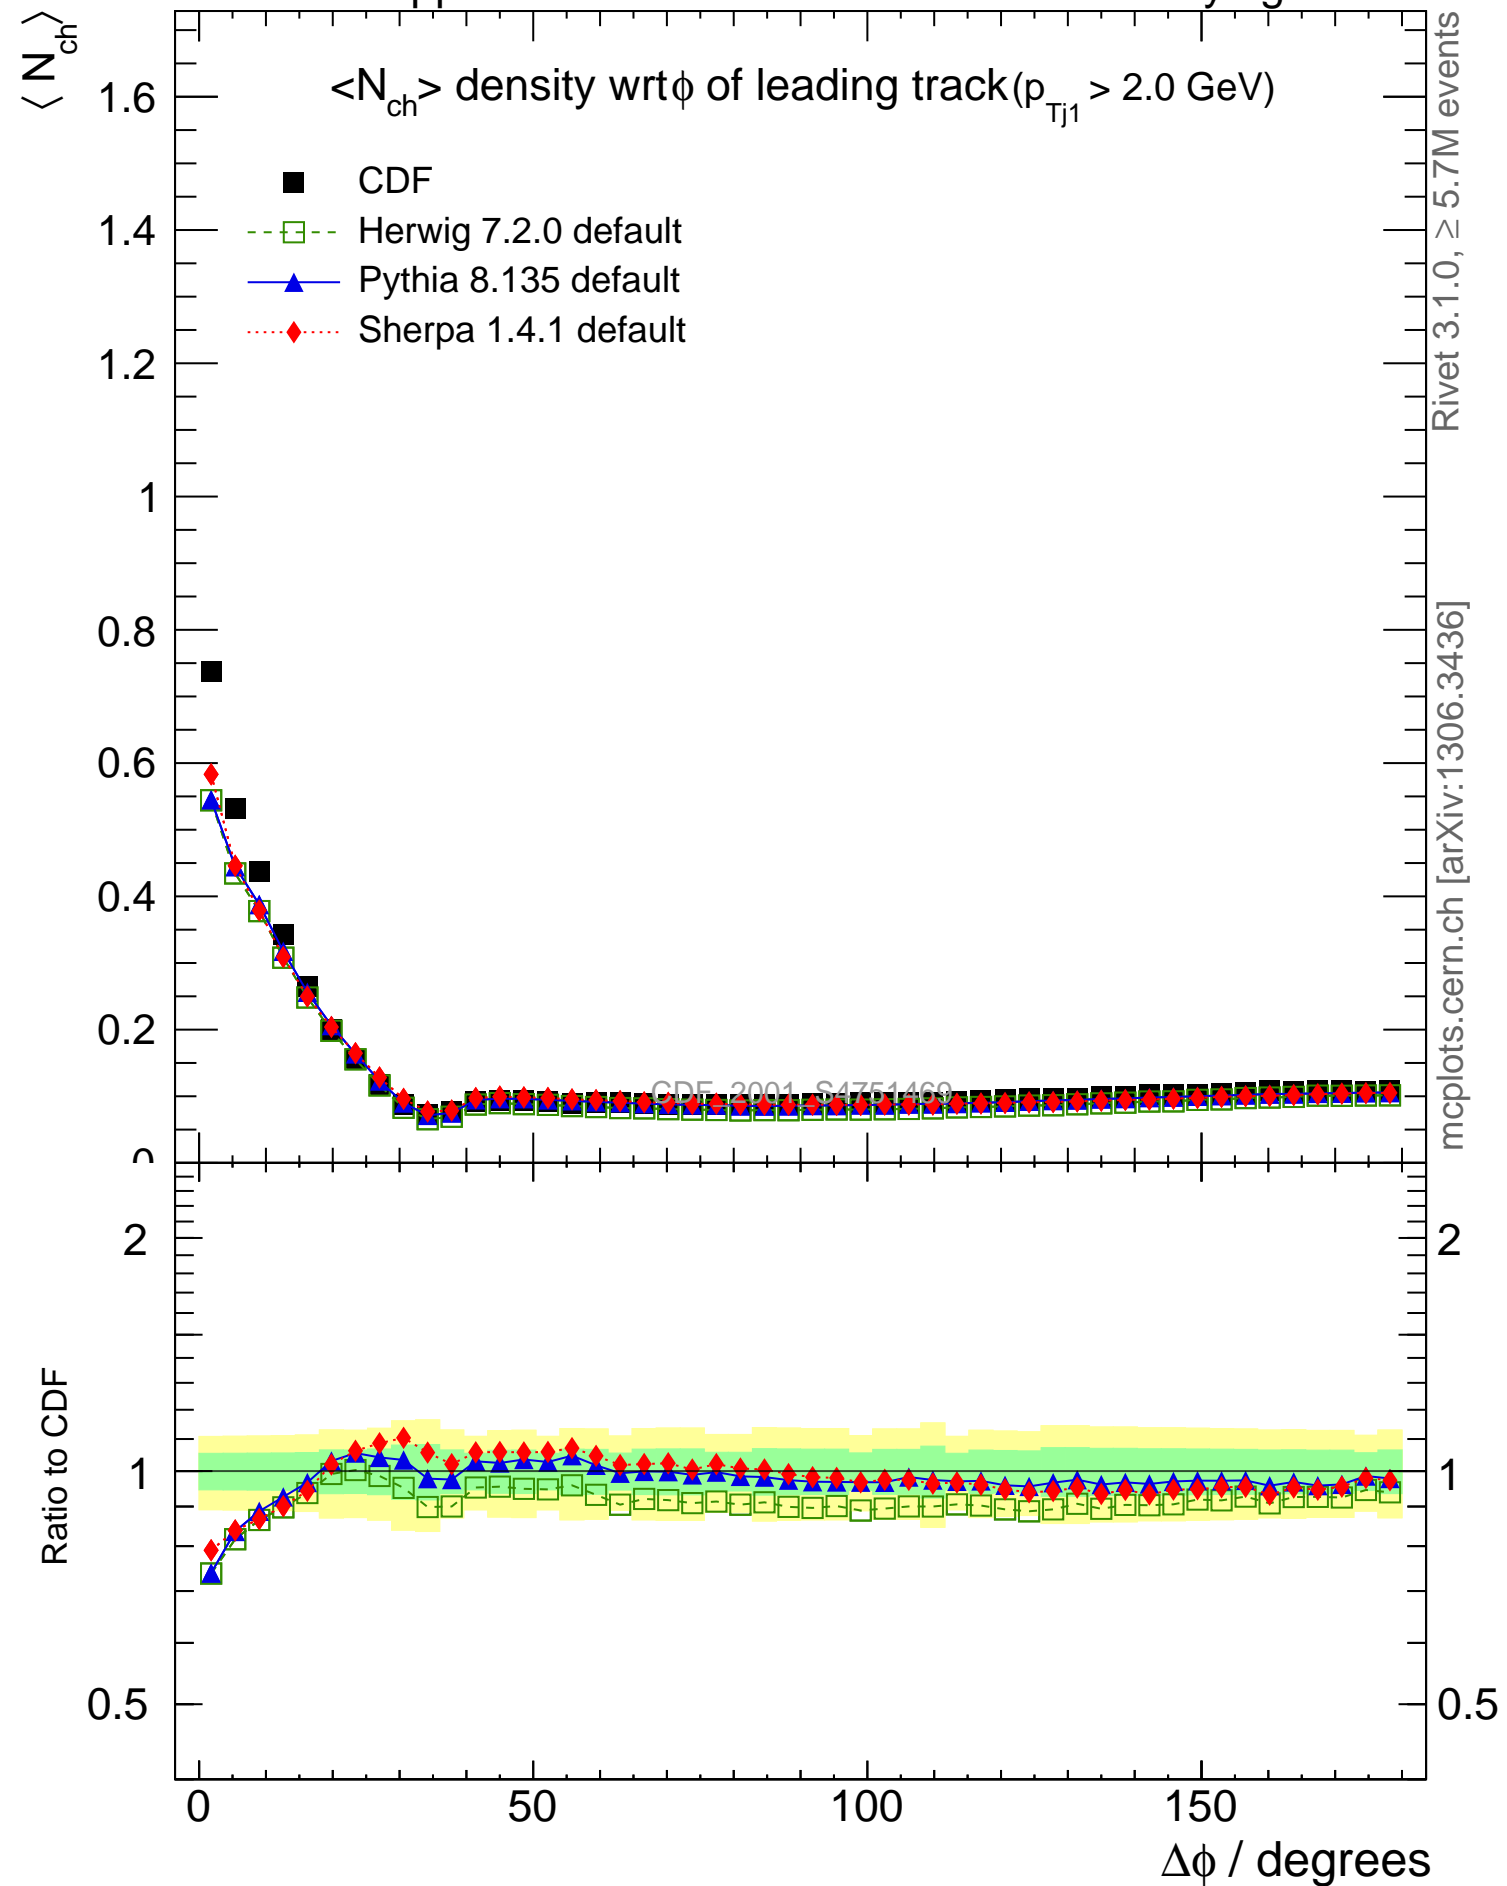 ⟨ N_ch ⟩
<N_ch> density wrt ϕ of leading track (p_Tj1 > 2.0 GeV)
CDF
Herwig 7.2.0 default
Pythia 8.135 default
Sherpa 1.4.1 default
1.6
1.4
1.2
1
0.8
0.6
0.4
0.2
0
CDF_2001_S4751469
Rivet 3.1.0, ≥ 5.7M events
mcplots.cern.ch [arXiv:1306.3436]
Ratio to CDF
2
1
0.5
2
1
0.5
0 50 100 150
Δϕ / degrees